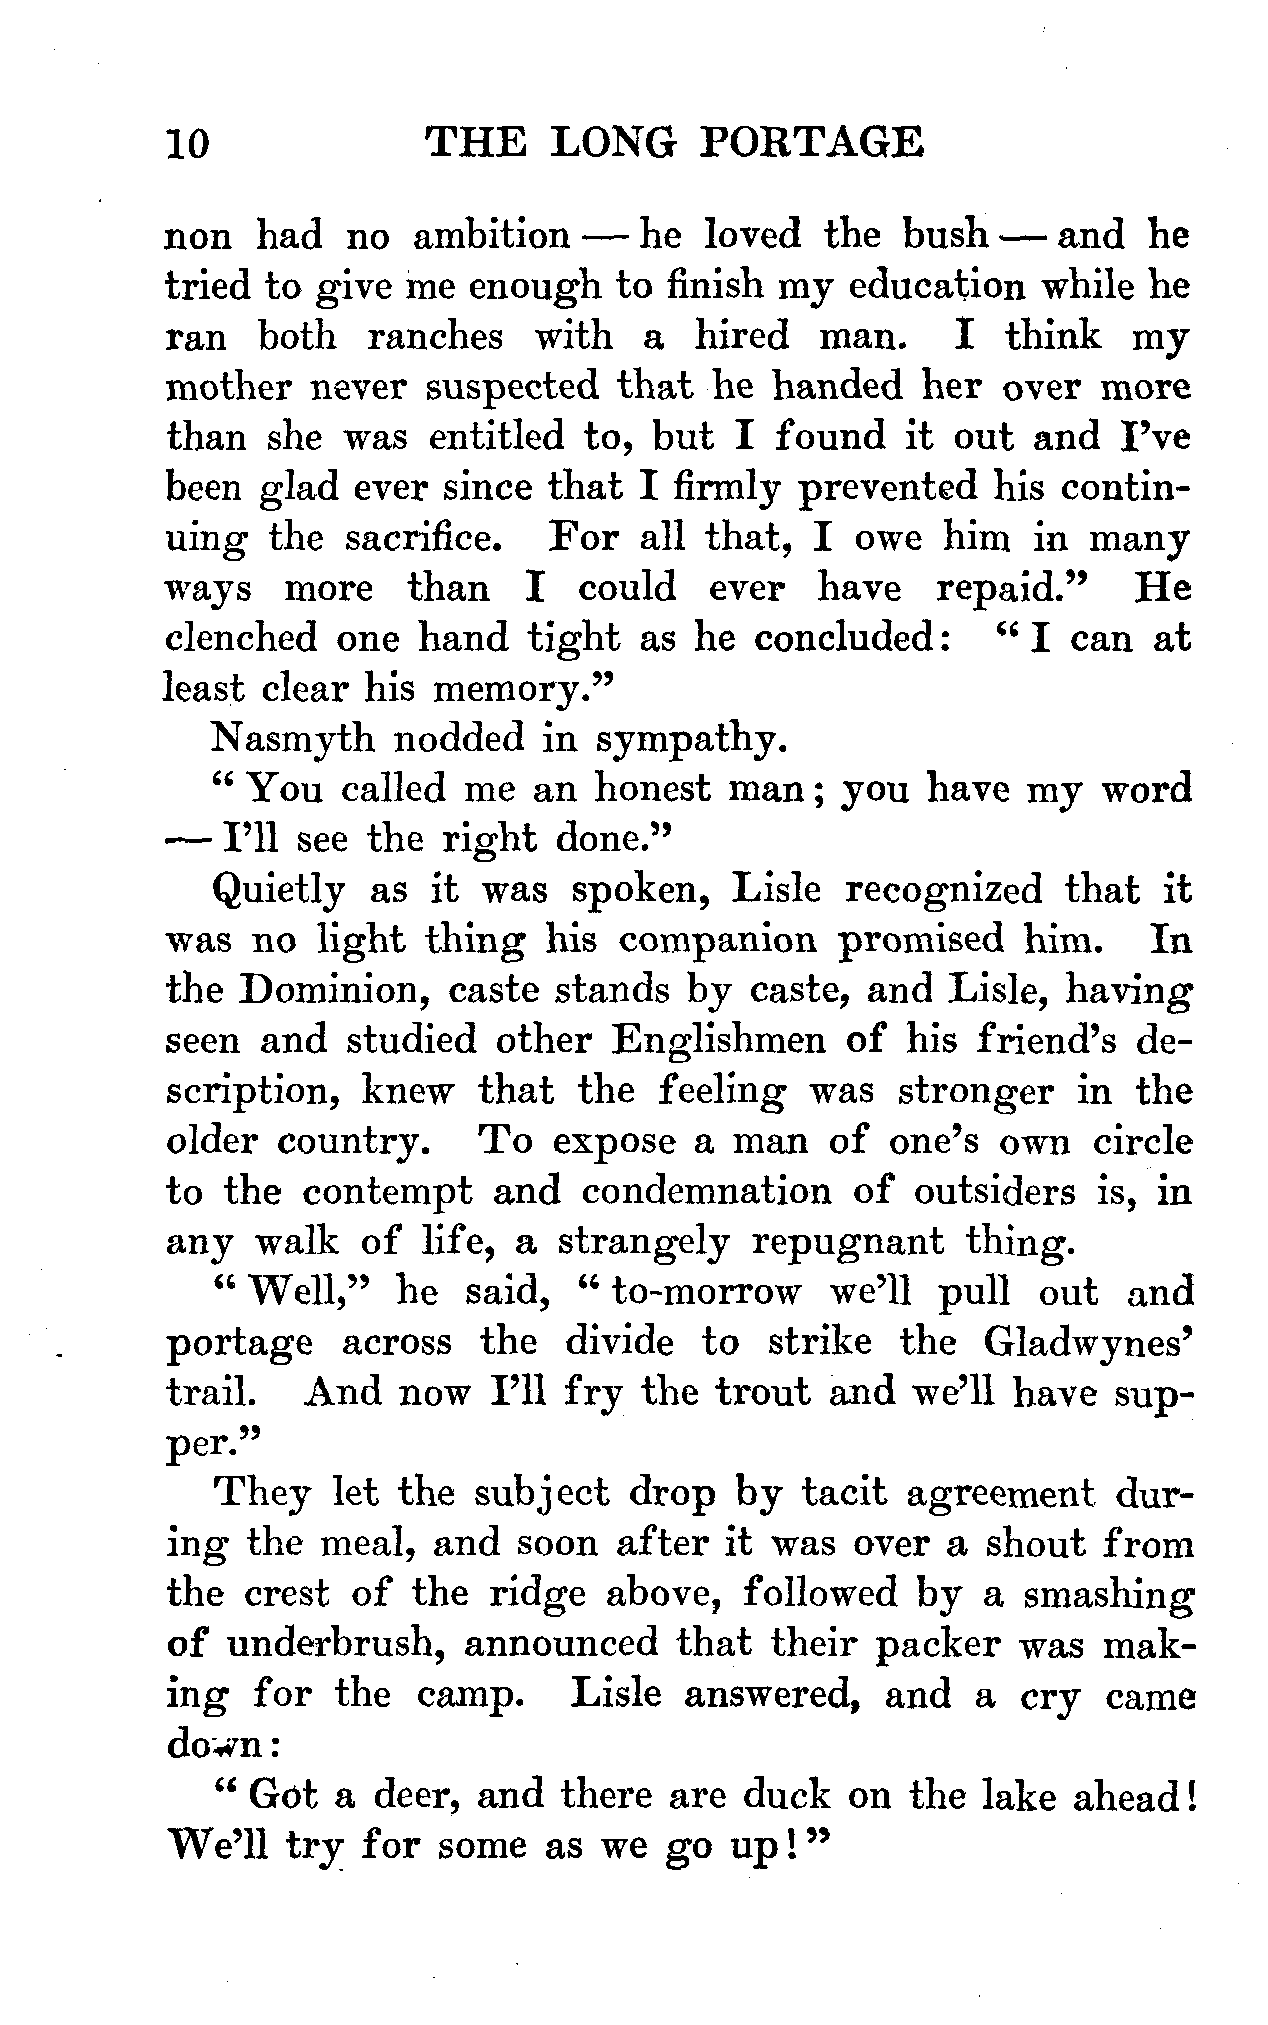 10 THE LONG PORTAGE
non had no ambition — he loved the bush — and he
tried to give me enough to finish my education while he
ran both ranches with a hired man. I think my
mother never suspected that he handed her over more
than she was entitled to, but I found it out and I've
been glad ever since that I firmly prevented his contin-
uing the sacrifice. For all that, I owe him in many
ways more than I could ever have repaid." He
clenched one hand tight as he concluded: " I can at
least clear his memory."
Nasmyth nodded in sympathy.
" You called me an honest man; you have my word
— I'll see the right done."
Quietly as it was spoken, Lisle recognized that it
was no light thing his companion promised him. In
the Dominion, caste stands by caste, and Lisle, having
seen and studied other Englishmen of his friend's de-
scription, knew that the feeling was stronger in the
older country. To expose a man of one's own circle
to the contempt and condemnation of outsiders is, in
any walk of life, a strangely repugnant thing.
" Well," he said, " to-morrow we'll pull out and
portage across the divide to strike the Gladwynes'
trail. And now I'll fry the trout and we'll have sup-
per."
They let the subject drop by tacit agreement dur-
ing the meal, and soon after it was over a shout from
the crest of the ridge above, followed by a smashing
of underbrush, announced that their packer was mak-
ing for the camp. Lisle answered, and a cry came
down:
" Got a deer, and there are duck on the lake ahead!
We'll try for some as we go up!"